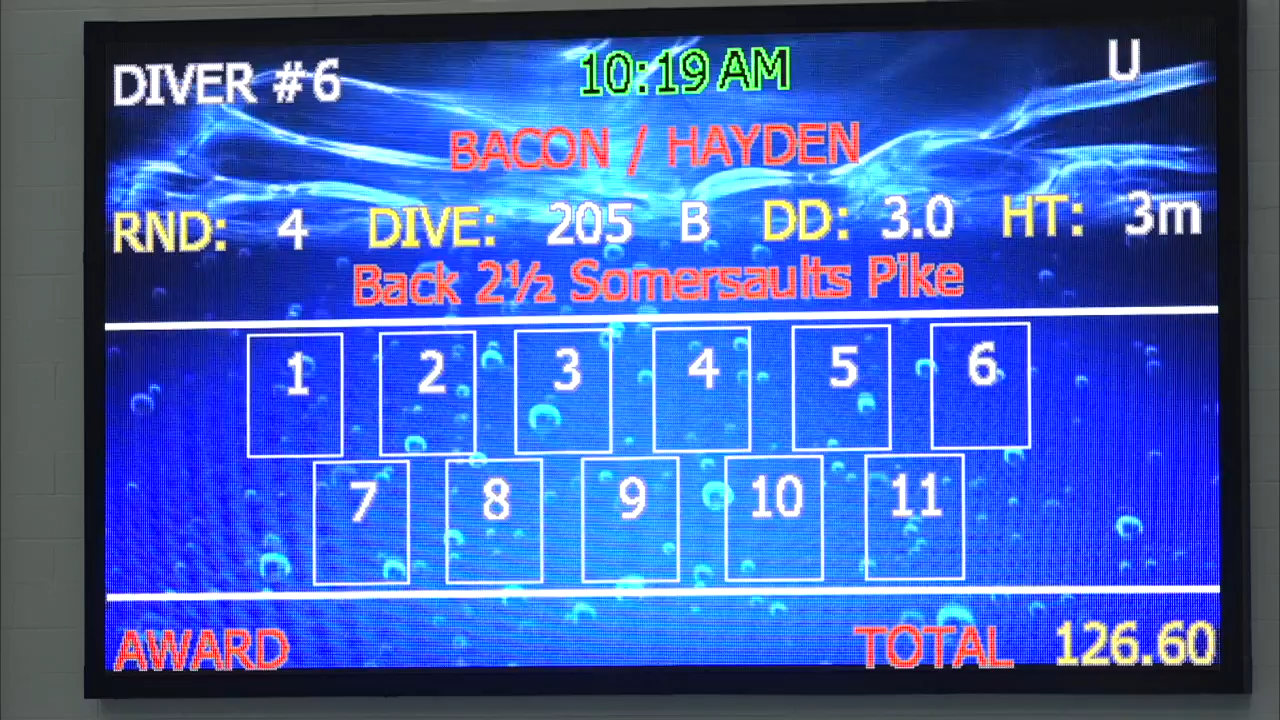 DIVER #6 10:19 AM U
BACON / HAYDEN
RND: 4 DIVE: 205 B DD: 3.0 HT: 3m
Back 2½ Somersaults Pike
1 2 3 4 5 6
7 8 9 10 11
AWARD TOTAL 126.60